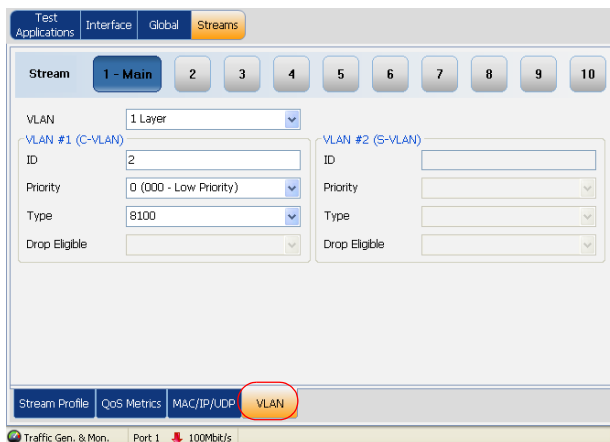 Test Applications Interface Global Streams
Stream 1 - Main 2 3 4 5 6 7 8 9 10
VLAN 1 Layer
VLAN #1 (C-VLAN) VLAN #2 (S-VLAN)
ID 2 ID
Priority 0 (000 - Low Priority) Priority
Type 8100 Type
Drop Eligible Drop Eligible
Stream Profile QoS Metrics MAC/IP/UDP VLAN
Traffic Gen. & Mon. Port 1 100Mbit/s